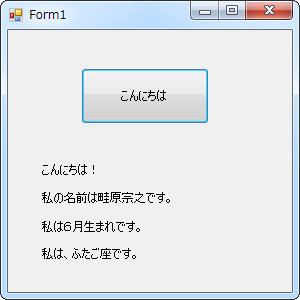 Form1
こんにちは
こんにちは！
私の名前は畦原宗之です。
私は６月生まれです。
私は、ふたご座です。